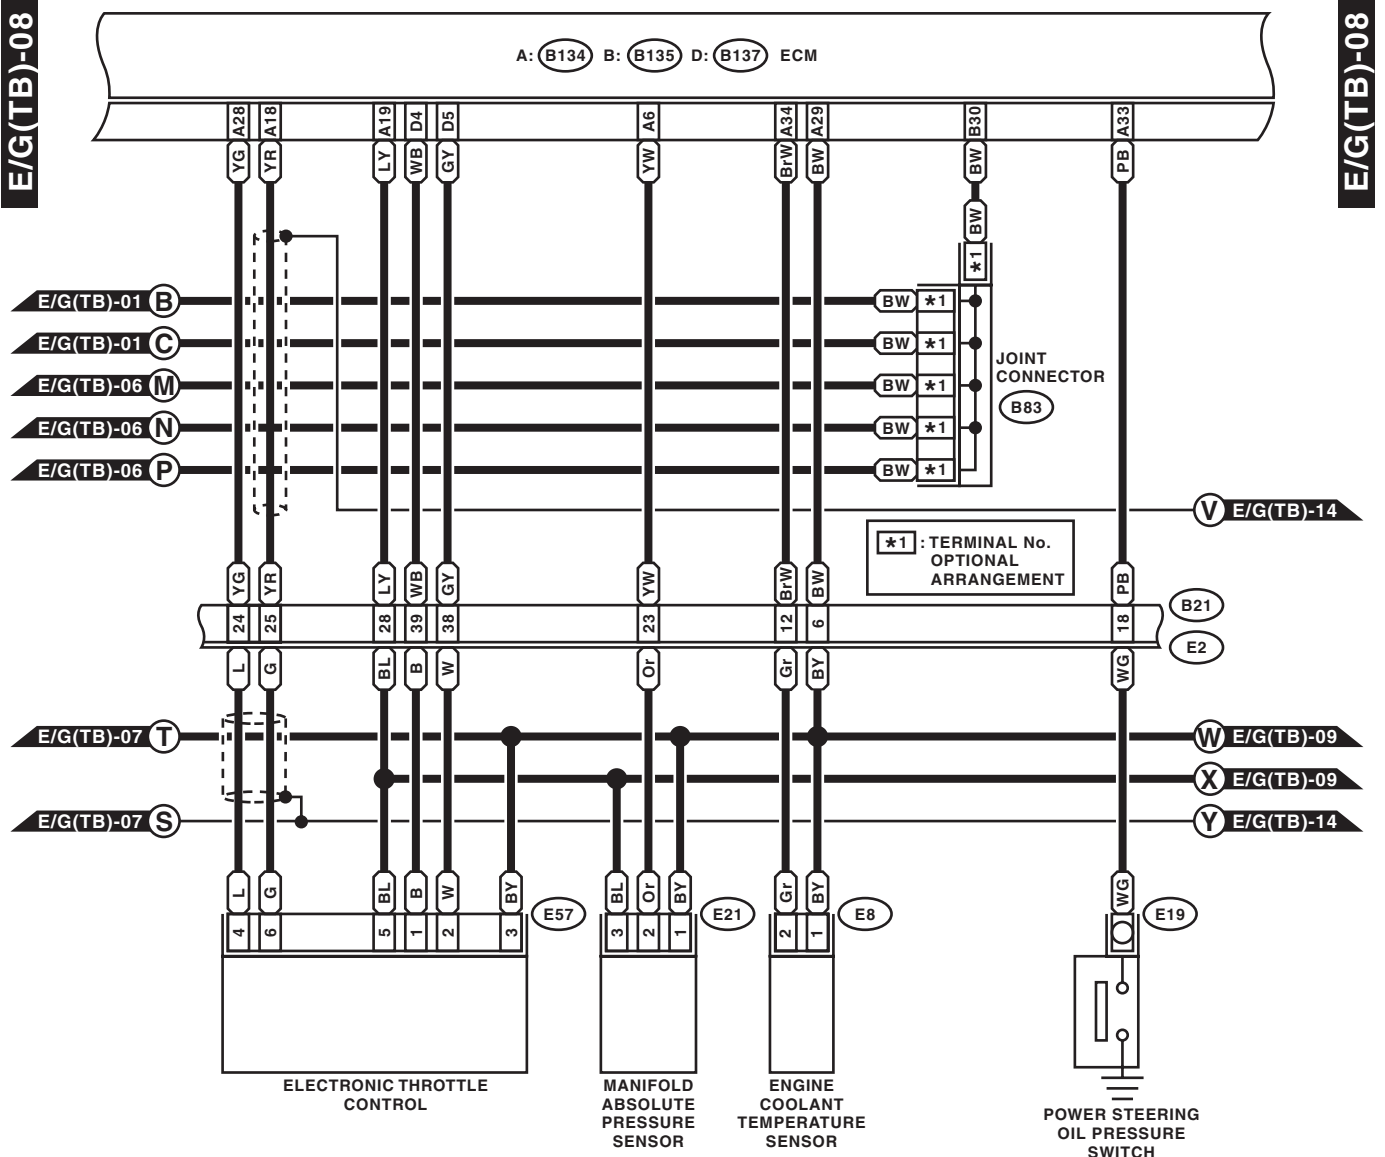 E/G(TB)-08
E/G(TB)-08
A: B134 B: B135 D: B137 ECM
A28 A18 A19 D4 D5 A6 A34 A29 B30 A33
YG YR LY WB GY YW BrW BW BW PB
BW
*1
E/G(TB)-01 B BW *1
E/G(TB)-01 C BW *1
JOINT
CONNECTOR
B83
E/G(TB)-06 M BW *1
E/G(TB)-06 N BW *1
E/G(TB)-06 P BW *1
V E/G(TB)-14
*1 : TERMINAL No.
OPTIONAL
ARRANGEMENT
YG YR LY WB GY YW BrW BW PB
24 25 28 39 38 23 12 6 18
B21
E2
L G BL B W Or Gr BY WG
E/G(TB)-07 T W E/G(TB)-09
X E/G(TB)-09
E/G(TB)-07 S Y E/G(TB)-14
L G BL B W BY BL Or BY Gr BY WG
E57 E21 E8 E19
4 6 5 1 2 3 3 2 1 2 1
ELECTRONIC THROTTLE
CONTROL
MANIFOLD
ABSOLUTE
PRESSURE
SENSOR
ENGINE
COOLANT
TEMPERATURE
SENSOR
POWER STEERING
OIL PRESSURE
SWITCH